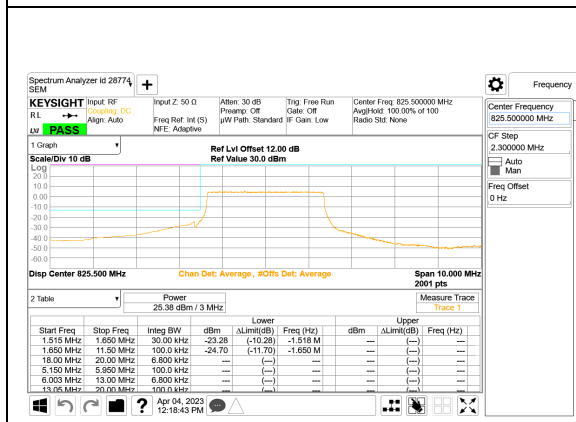 Spectrum Analyzer id 28774
SEM
+
Frequency
KEYSIGHT
RL
LXI PASS
Input: RF
Coupling: DC
Align: Auto
Input Z: 50 Ω
Freq Ref: Int (S)
NFE: Adaptive
Atten: 30 dB
Preamp: Off
µW Path: Standard
Trig: Free Run
Gate: Off
IF Gain: Low
Center Freq: 825.500000 MHz
Avg|Hold: 100.00% of 100
Radio Std: None
Center Frequency
825.500000 MHz
CF Step
2.300000 MHz
Auto
Man
Freq Offset
0 Hz
1 Graph
Scale/Div 10 dB
Ref Lvl Offset 12.00 dB
Ref Value 30.0 dBm
Log
20.0
10.0
0.00
-10.0
-20.0
-30.0
-40.0
-50.0
-60.0
Disp Center 825.500 MHz
Chan Det: Average , #Offs Det: Average
Span 10.000 MHz
2001 pts
2 Table
Power
25.38 dBm / 3 MHz
Measure Trace
Trace 1
Lower Upper
Start Freq Stop Freq Integ BW dBm ΔLimit(dB) Freq (Hz) dBm ΔLimit(dB) Freq (Hz)
1.515 MHz 1.650 MHz 30.00 kHz -23.28 (-10.28) -1.518 M --- (---) ---
1.650 MHz 11.50 MHz 100.0 kHz -24.70 (-11.70) -1.650 M --- (---) ---
18.00 MHz 20.00 MHz 6.800 kHz --- (---) --- --- (---) ---
5.150 MHz 5.950 MHz 100.0 kHz --- (---) --- --- (---) ---
6.003 MHz 13.00 MHz 6.800 kHz --- (---) --- --- (---) ---
13.05 MHz 20.00 MHz 100.0 kHz --- (---) --- --- (---) ---
?
Apr 04, 2023
12:18:43 PM